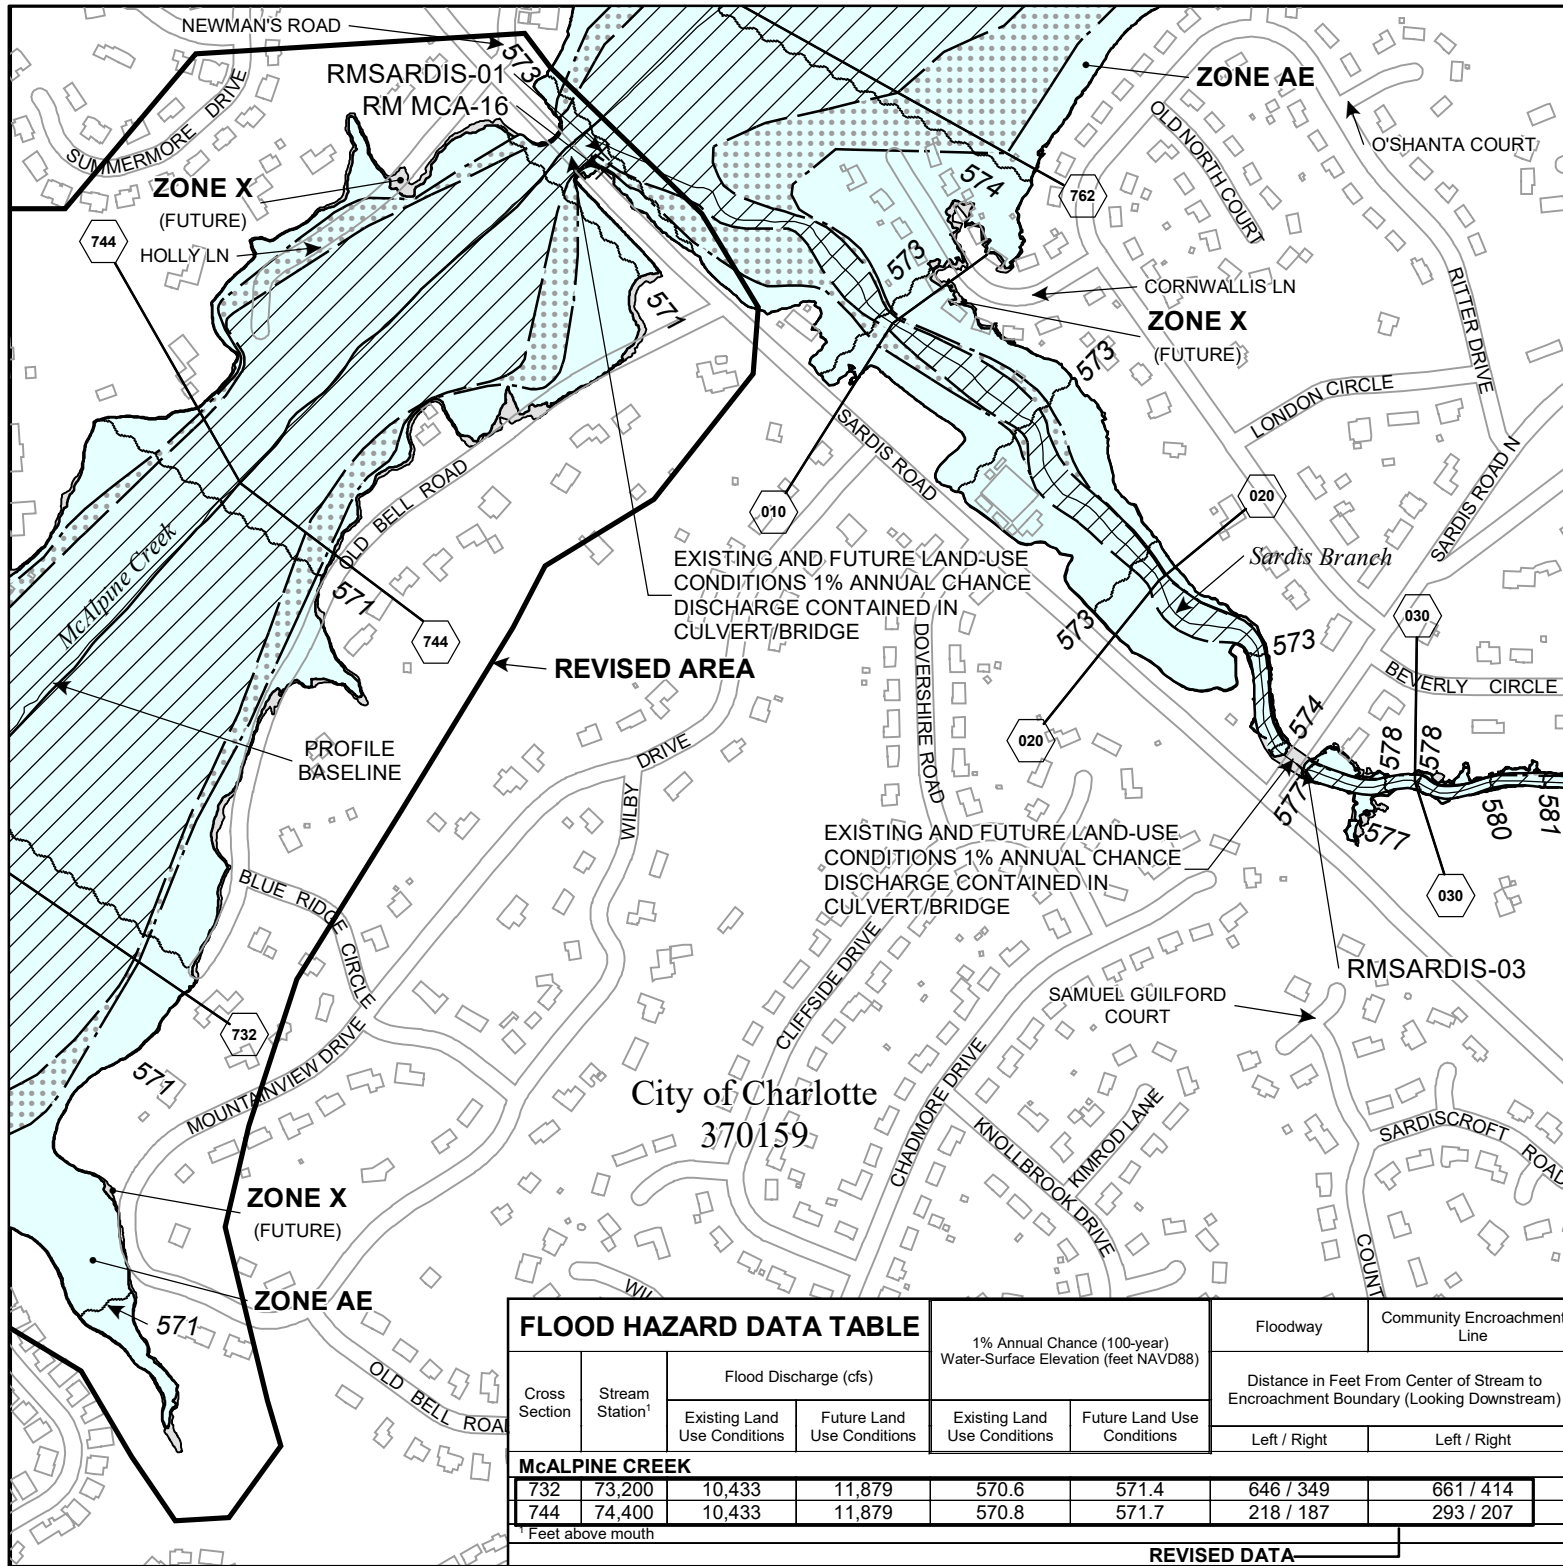 NEWMAN'S ROAD
573
RMSARDIS-01
RM MCA-16
ZONE AE
SUMMERMORE DRIVE
OLD NORTH COURT
O'SHANTA COURT
ZONE X
(FUTURE)
574
762
744
HOLLY LN
573
CORNWALLIS LN
ZONE X
(FUTURE)
571
RITTER DRIVE
573
LONDON CIRCLE
SARDIS ROAD
SARDIS ROAD N
OLD BELL ROAD
010
020
McAlpine Creek
EXISTING AND FUTURE LAND-USE
CONDITIONS 1% ANNUAL CHANCE
DISCHARGE CONTAINED IN
CULVERT/BRIDGE
Sardis Branch
571
744
573
030
573
REVISED AREA
DOVERSHIRE ROAD
BEVERLY CIRCLE
PROFILE
BASELINE
WILBY DRIVE
020
574
578
578
577
577
580
581
EXISTING AND FUTURE LAND-USE
CONDITIONS 1% ANNUAL CHANCE
DISCHARGE CONTAINED IN
CULVERT/BRIDGE
BLUE RIDGE CIRCLE
030
CLIFFSIDE DRIVE
RMSARDIS-03
SAMUEL GUILFORD
COURT
732
571
MOUNTAINVIEW DRIVE
City of Charlotte
370159
CHADMORE DRIVE
KNOLLBROOK DRIVE
KIMROD LANE
SARDISCROFT ROAD
ZONE X
(FUTURE)
COUNT
ZONE AE
571
WIL
OLD BELL ROA
FLOOD HAZARD DATA TABLE
1% Annual Chance (100-year)
Water-Surface Elevation (feet NAVD88)
Floodway
Community Encroachment
Line
Cross
Section
Stream
Station¹
Flood Discharge (cfs)
Distance in Feet From Center of Stream to
Encroachment Boundary (Looking Downstream)
Existing Land
Use Conditions
Future Land
Use Conditions
Existing Land
Use Conditions
Future Land Use
Conditions
Left / Right
Left / Right
McALPINE CREEK
732 73,200 10,433 11,879 570.6 571.4 646 / 349 661 / 414
744 74,400 10,433 11,879 570.8 571.7 218 / 187 293 / 207
¹ Feet above mouth
REVISED DATA